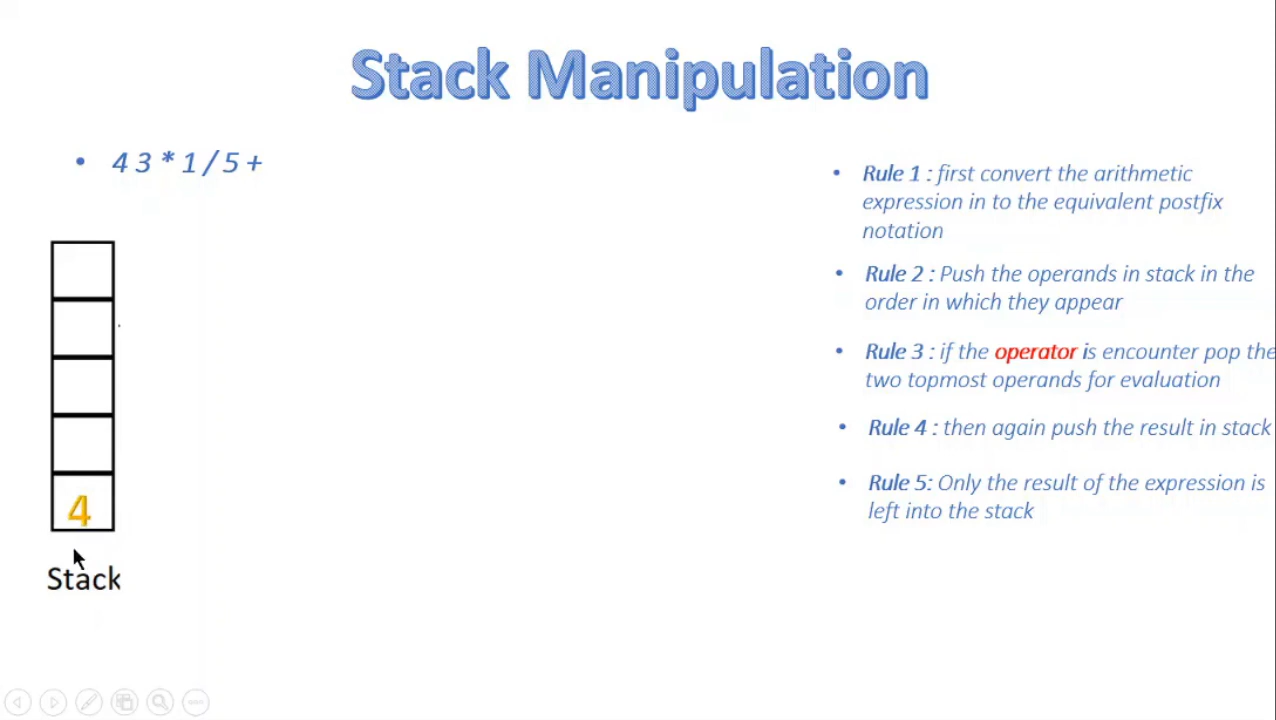 Stack Manipulation
• 4 3 * 1 / 5 +
• Rule 1 : first convert the arithmetic
expression in to the equivalent postfix
notation
• Rule 2 : Push the operands in stack in the
order in which they appear
• Rule 3 : if the operator is encounter pop the
two topmost operands for evaluation
• Rule 4 : then again push the result in stack
• Rule 5: Only the result of the expression is
left into the stack
4
Stack